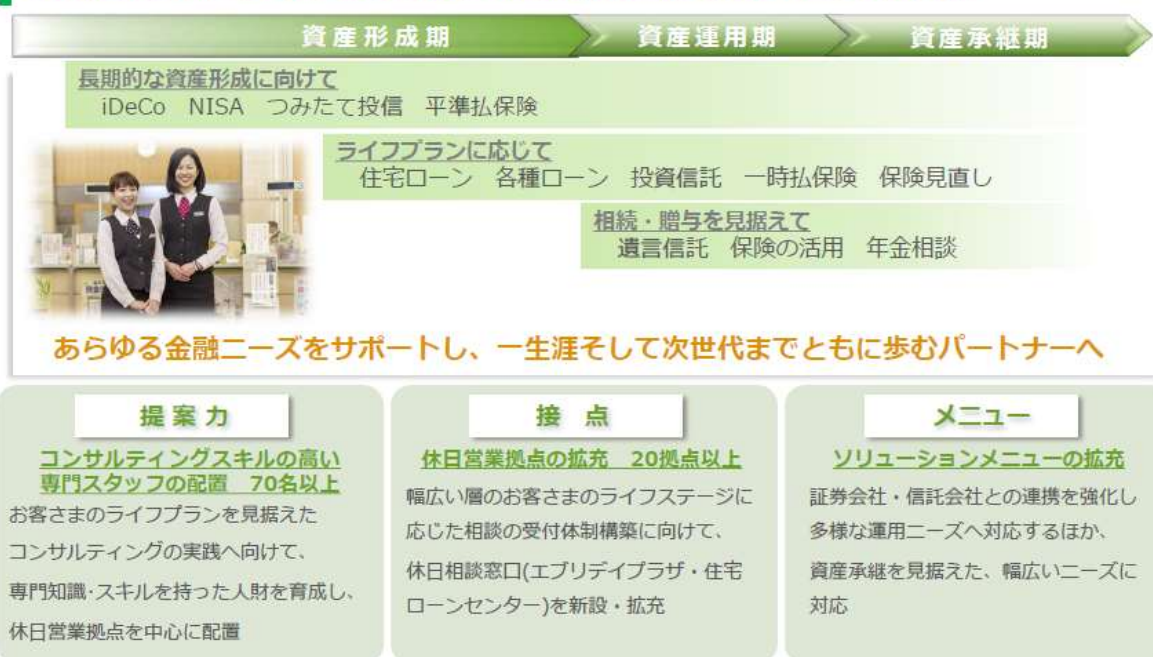 資産形成期
資産運用期
資産承継期
長期的な資産形成に向けて
iDeCo NISA つみたて投信 平準払保険
ライフプランに応じて
住宅ローン 各種ローン 投資信託 一時払保険 保険見直し
相続・贈与を見据えて
遺言信託 保険の活用 年金相談
あらゆる金融ニーズをサポートし、一生涯そして次世代までともに歩むパートナーへ
提案力
コンサルティングスキルの高い
専門スタッフの配置 70名以上
お客さまのライフプランを見据えた
コンサルティングの実践へ向けて、
専門知識・スキルを持った人財を育成し、
休日営業拠点を中心に配置
接 点
休日営業拠点の拡充 20拠点以上
幅広い層のお客さまのライフステージに
応じた相談の受付体制構築に向けて、
休日相談窓口(エブリデイプラザ・住宅
ローンセンター)を新設・拡充
メニュー
ソリューションメニューの拡充
証券会社・信託会社との連携を強化し
多様な運用ニーズへ対応するほか、
資産承継を見据えた、幅広いニーズに
対応